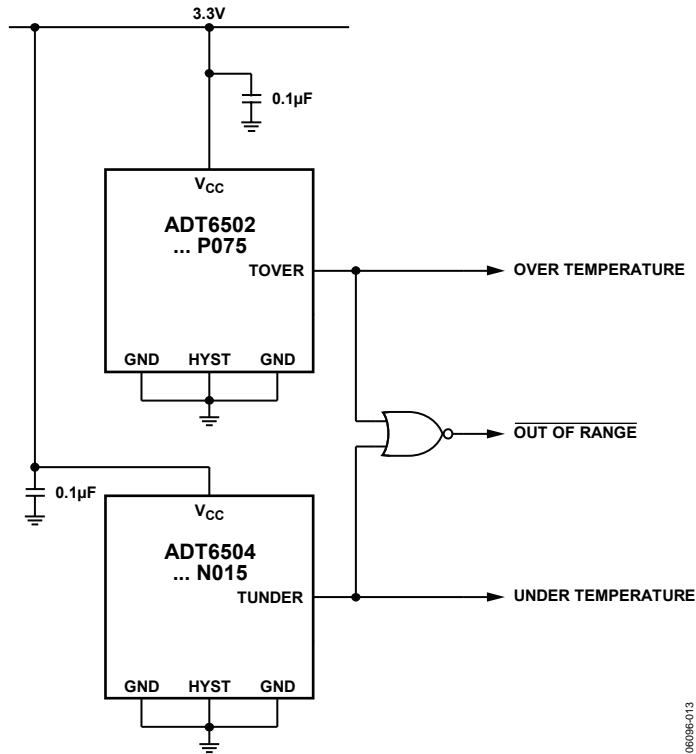 3.3V
0.1µF
VCC
ADT6502
... P075
TOVER
OVER TEMPERATURE
GND HYST GND
OUT OF RANGE
0.1µF
VCC
ADT6504
... N015
TUNDER
UNDER TEMPERATURE
GND HYST GND
06096-013